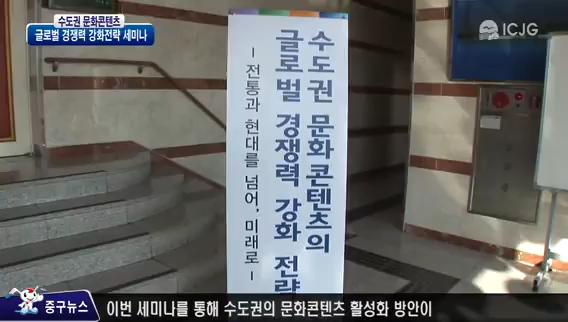 수도권 문화콘텐츠
글로벌 경쟁력 강화전략 세미나
ICJG
수도권 문화콘텐츠의
글로벌 경쟁력 강화 전략
- 전통과 현대를 넘어, 미래로 -
중구뉴스
이번 세미나를 통해 수도권의 문화콘텐츠 활성화 방안이